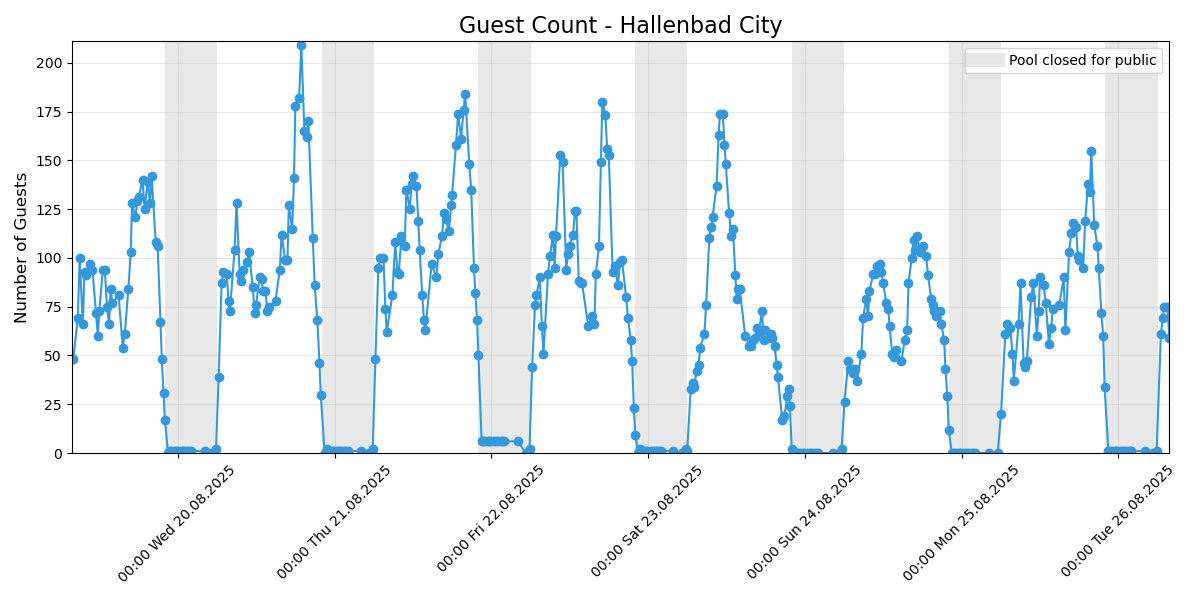 Guest Count - Hallenbad City
Pool closed for public
Number of Guests
200
175
150
125
100
75
50
25
0
00:00 Wed 20.08.2025
00:00 Thu 21.08.2025
00:00 Fri 22.08.2025
00:00 Sat 23.08.2025
00:00 Sun 24.08.2025
00:00 Mon 25.08.2025
00:00 Tue 26.08.2025